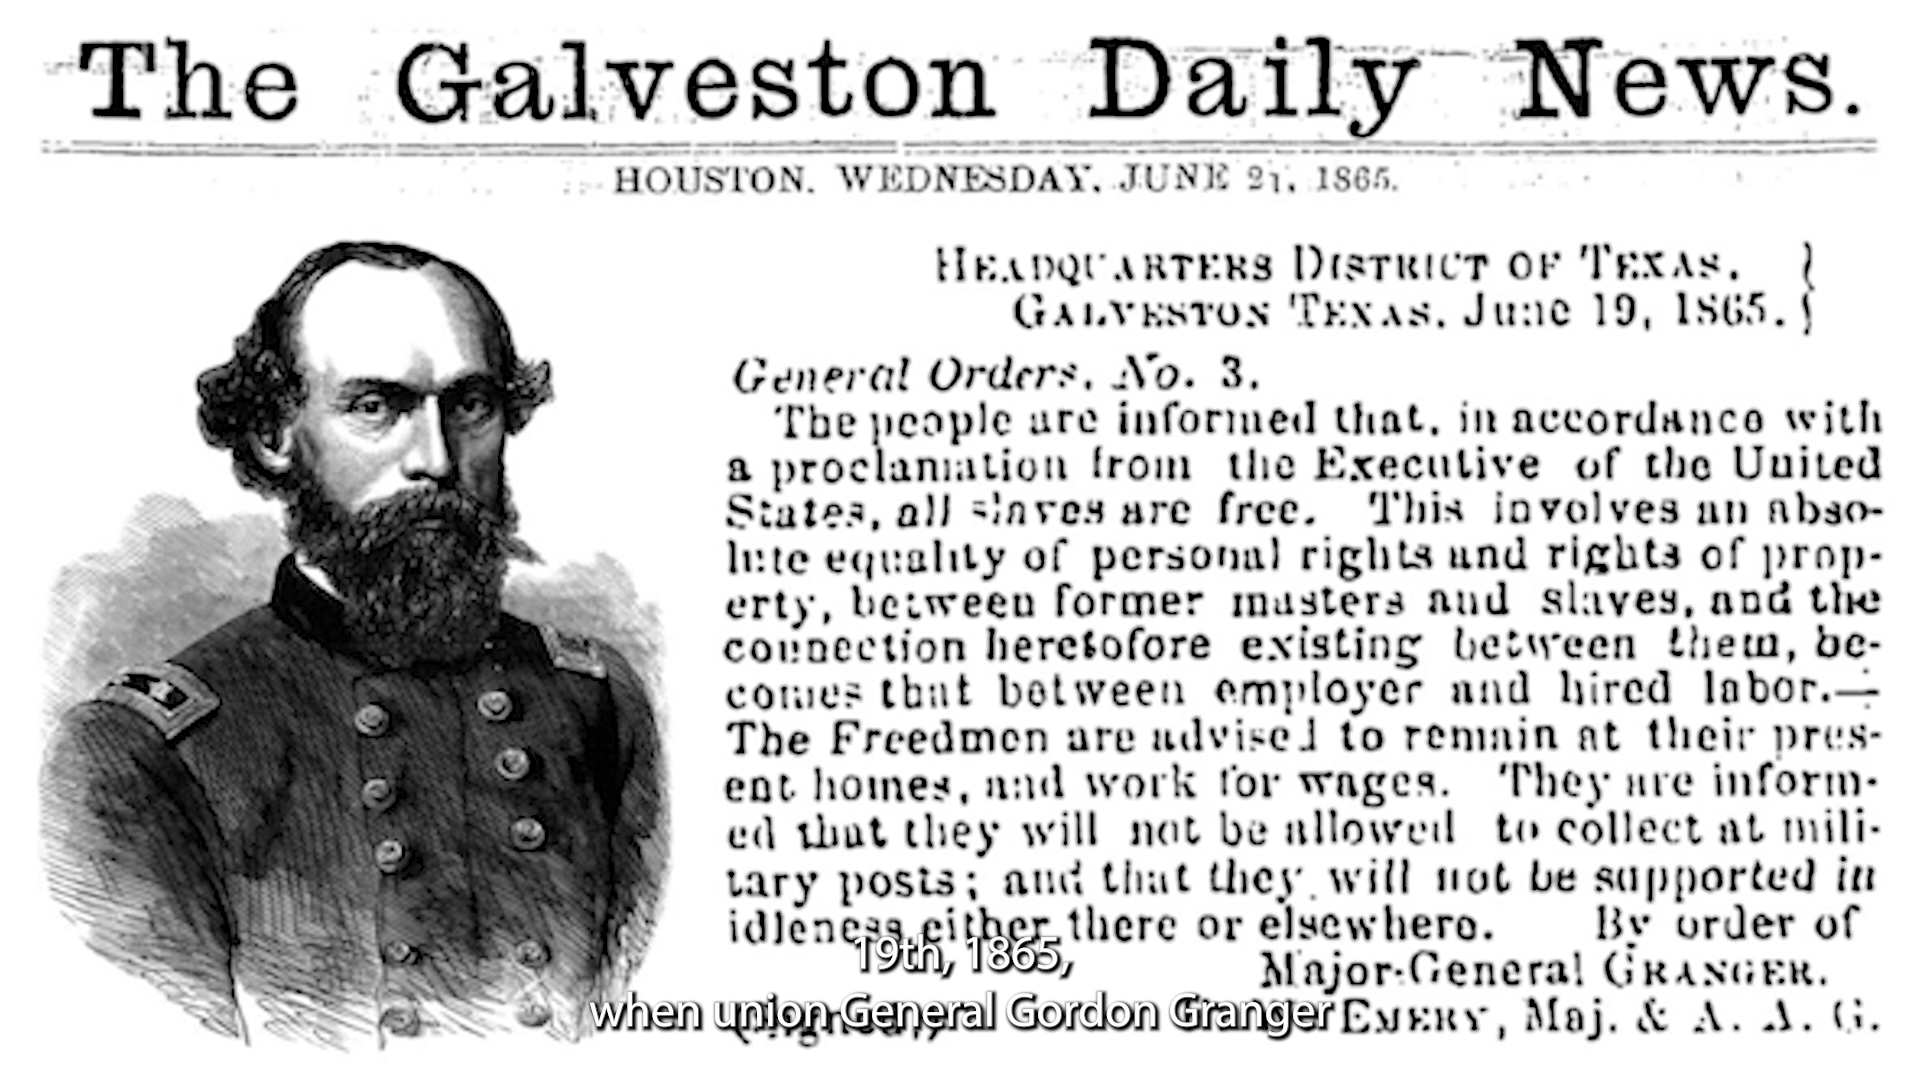 The Galveston Daily News.
HOUSTON, WEDNESDAY, JUNE 21, 1865.
HEADQUARTERS DISTRICT OF TEXAS,
GALVESTON TEXAS, June 19, 1865.
General Orders, No. 3.
The people are informed that, in accordance with
a proclamation from the Executive of the United
States, all slaves are free. This involves an abso-
lute equality of personal rights and rights of prop-
erty, between former masters and slaves, and the
connection heretofore existing between them, be-
comes that between employer and hired labor.—
The Freedmen are advised to remain at their pres-
ent homes, and work for wages. They are inform-
ed that they will not be allowed to collect at mili-
tary posts; and that they will not be supported in
idleness either there or elsewhere. By order of
Major-General GRANGER.
(Signed,) EMERY, Maj. & A. A. G.
19th, 1865,
when union General Gordon Granger